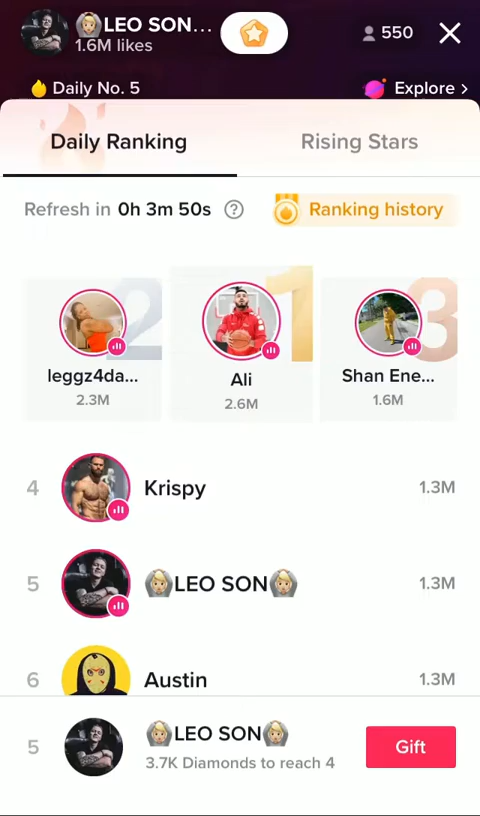 🙆🏼LEO SON...
1.6M likes
550
Daily No. 5
Explore >
Daily Ranking
Rising Stars
Refresh in 0h 3m 50s ?
Ranking history
2
1
3
leggz4da...
Ali
Shan Ene...
2.3M
2.6M
1.6M
4 Krispy 1.3M
5 🙆🏼LEO SON🙆🏼 1.3M
6 Austin 1.3M
5 🙆🏼LEO SON🙆🏼
3.7K Diamonds to reach 4
Gift